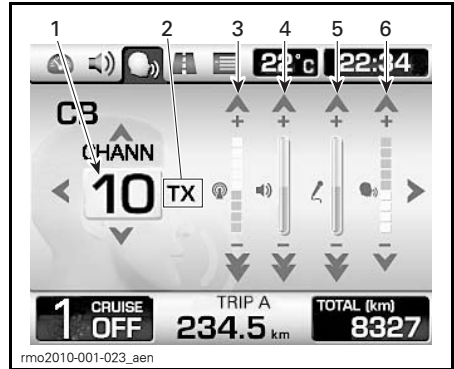 1 2 3 4 5 6
22°c 22:34
CB
CHANN
10 TX
+ + + +
- - - -
1 CRUISE OFF
TRIP A
234.5 km
TOTAL (km)
8327
rmo2010-001-023_aen